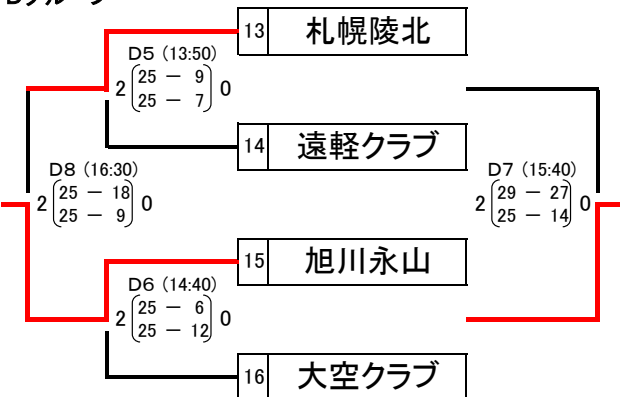 Dグループ
13 札幌陵北
D5 (13:50)
2 25 － 9 0
25 － 7
14 遠軽クラブ
D8 (16:30)
2 25 － 18 0
25 － 9
D7 (15:40)
2 29 － 27 0
25 － 14
15 旭川永山
D6 (14:40)
2 25 － 6 0
25 － 12
16 大空クラブ